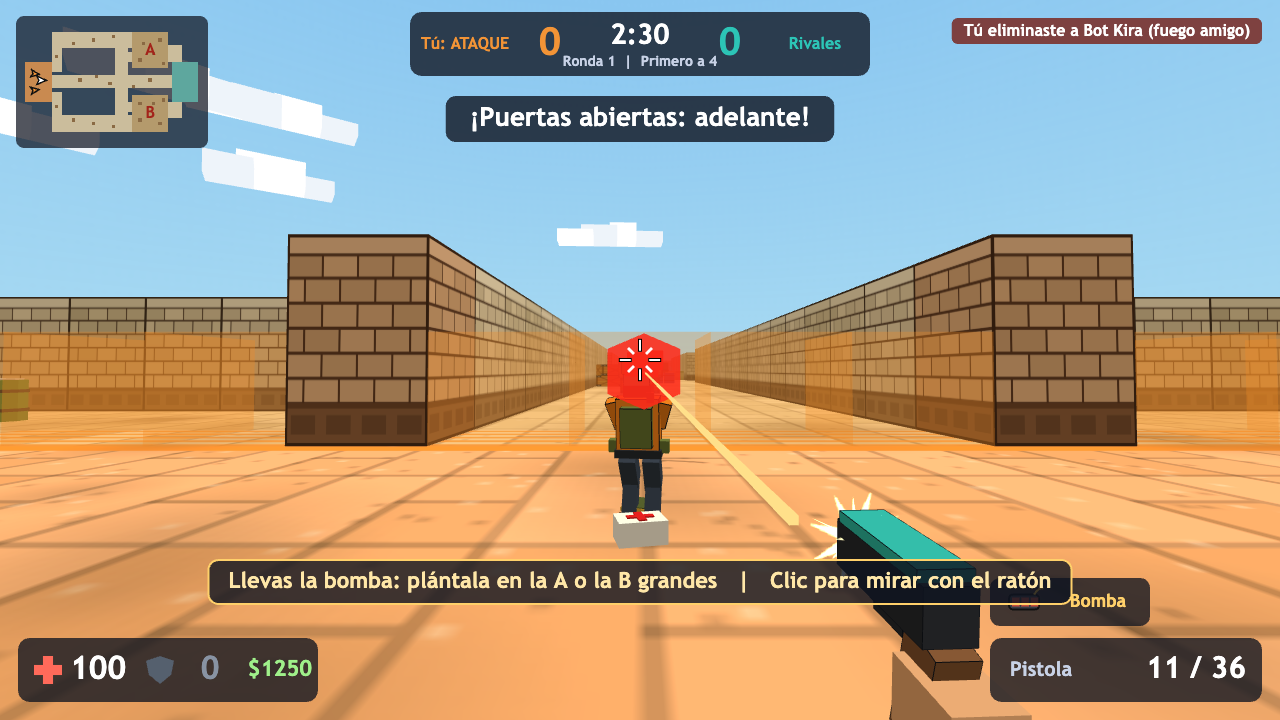 A
B
Tú: ATAQUE 0 2:30 0 Rivales
Ronda 1 | Primero a 4
Tú eliminaste a Bot Kira (fuego amigo)
¡Puertas abiertas: adelante!
Llevas la bomba: plántala en la A o la B grandes | Clic para mirar con el ratón
Bomba
100 0 $1250
Pistola 11 / 36